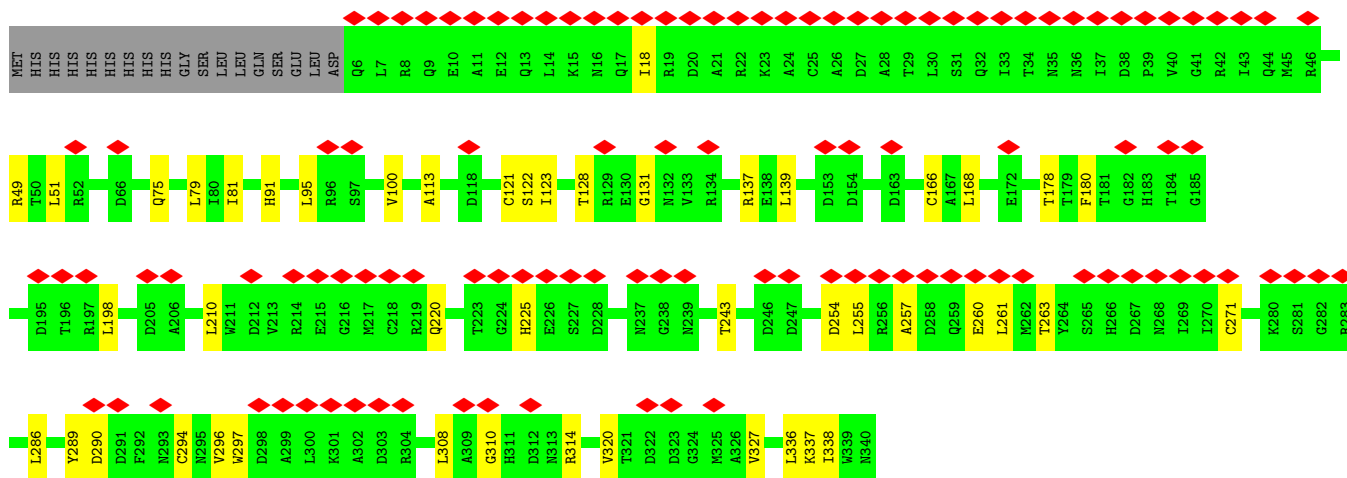 MET HIS HIS HIS HIS HIS HIS GLY SER LEU LEU GLN SER GLU LEU ASP Q6 L7 R8 Q9 E10 A11 E12 Q13 L14 K15 N16 Q17 I18 R19 D20 A21 R22 K23 A24 C25 A26 D27 A28 T29 L30 S31 Q32 I33 T34 N35 N36 I37 D38 P39 V40 G41 R42 I43 Q44 M45 R46
R49 T50 L51 R52 D66 Q75 L79 I80 I81 H91 L95 R96 S97 V100 A113 D118 C121 S122 I123 T128 R129 E130 G131 N132 V133 R134 R137 E138 L139 D153 D154 D163 C166 A167 L168 E172 T178 T179 F180 T181 G182 H183 T184 G185
D195 T196 R197 L198 D205 A206 L210 W211 D212 V213 R214 E215 G216 M217 C218 R219 Q220 T223 G224 H225 E226 S227 D228 N237 G238 N239 T243 D246 D247 D254 L255 R256 A257 D258 Q259 E260 L261 M262 T263 Y264 S265 H266 D267 N268 I269 I270 C271 K280 S281 G282 R283
L286 Y289 D290 D291 F292 N293 C294 N295 V296 W297 D298 A299 L300 K301 A302 D303 R304 L308 A309 G310 H311 D312 N313 R314 V320 T321 D322 D323 G324 M325 A326 V327 L336 K337 I338 W339 N340